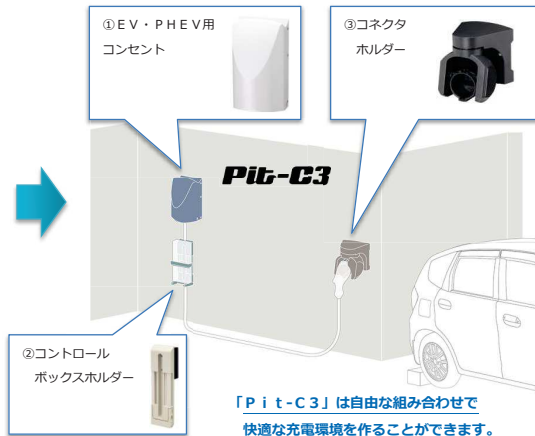 ①ＥＶ・ＰＨＥＶ用
コンセント
③コネクタ
ホルダー
Pit-C3
②コントロール
ボックスホルダー
「Ｐｉｔ-Ｃ３」は自由な組み合わせで
快適な充電環境を作ることができます。